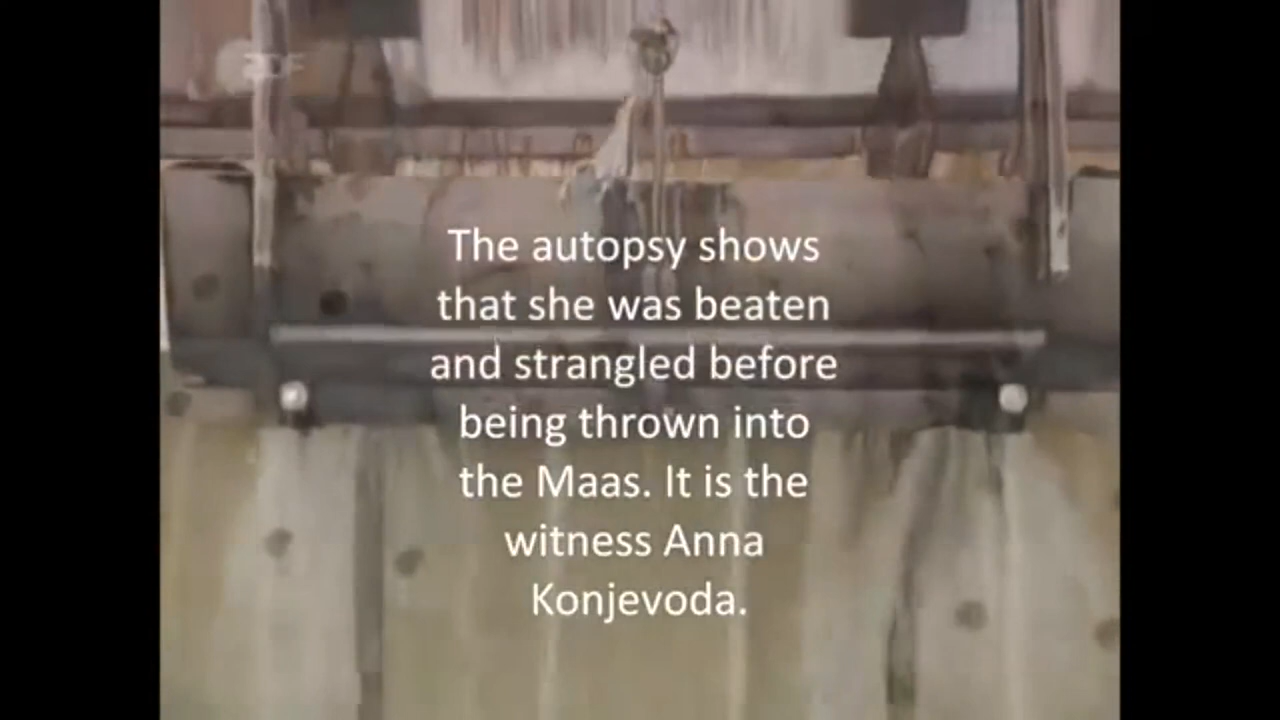 ZDF
The autopsy shows
that she was beaten
and strangled before
being thrown into
the Maas. It is the
witness Anna
Konjevoda.